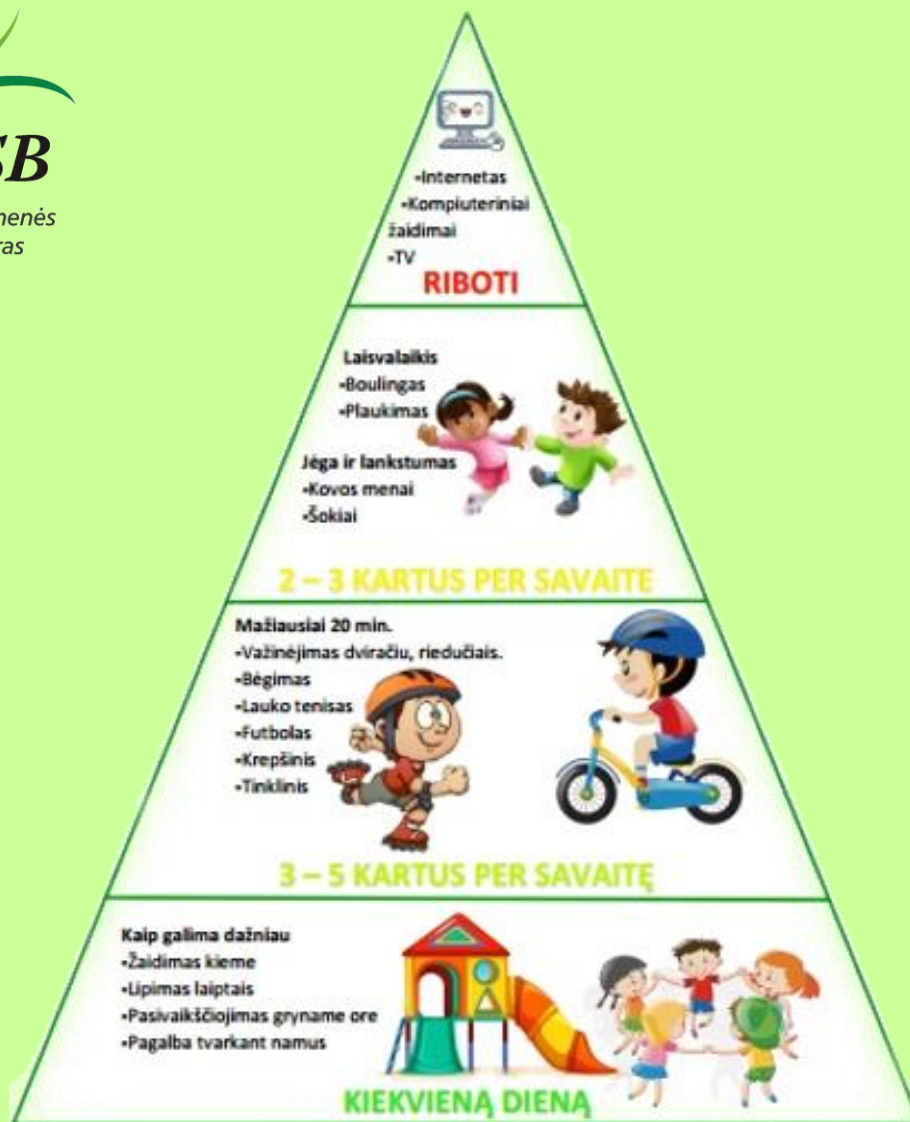 SB
menės
ras
-Internetas
-Kompiuteriniai
žaidimai
-TV
RIBOTI
Laisvalaikis
-Boulingas
-Plaukimas
Jėga ir lankstumas
-Kovos menai
-Šokiai
2 – 3 KARTUS PER SAVAITĘ
Mažiausiai 20 min.
-Važinėjimas dviračiu, riedučiais.
-Bėgimas
-Lauko tenisas
-Futbolas
-Krepšinis
-Tinklinis
3 – 5 KARTUS PER SAVAITĘ
Kaip galima dažniau
-Žaidimas kieme
-Lipimas laiptais
-Pasivaikščiojimas gryname ore
-Pagalba tvarkant namus
KIEKVIENĄ DIENĄ